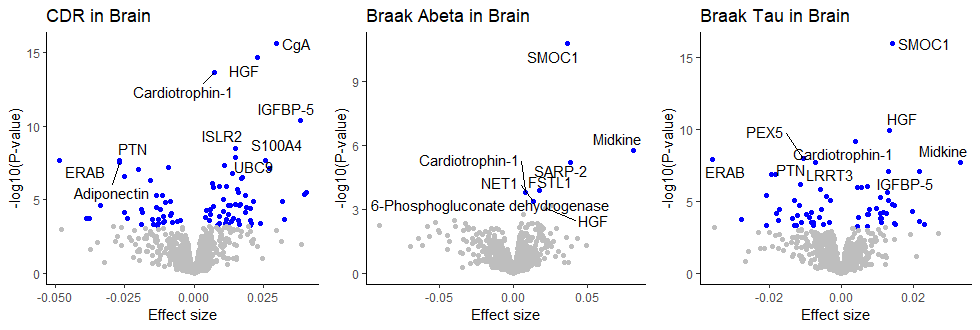 CDR in Brain
-log10(P-value)
15
10
5
0
CgA
HGF
Cardiotrophin-1
IGFBP-5
ISLR2
S100A4
PTN
UBC9
ERAB
Adiponectin
-0.050
-0.025
0.000
0.025
Effect size
Braak Abeta in Brain
-log10(P-value)
9
6
3
0
SMOC1
Midkine
Cardiotrophin-1
SARP-2
NET1
FSTL1
6-Phosphogluconate dehydrogenase
HGF
0.00
0.05
Effect size
Braak Tau in Brain
-log10(P-value)
15
10
5
0
SMOC1
HGF
PEX5
Cardiotrophin-1
Midkine
ERAB
PTN
LRRT3
IGFBP-5
-0.02
0.00
0.02
Effect size